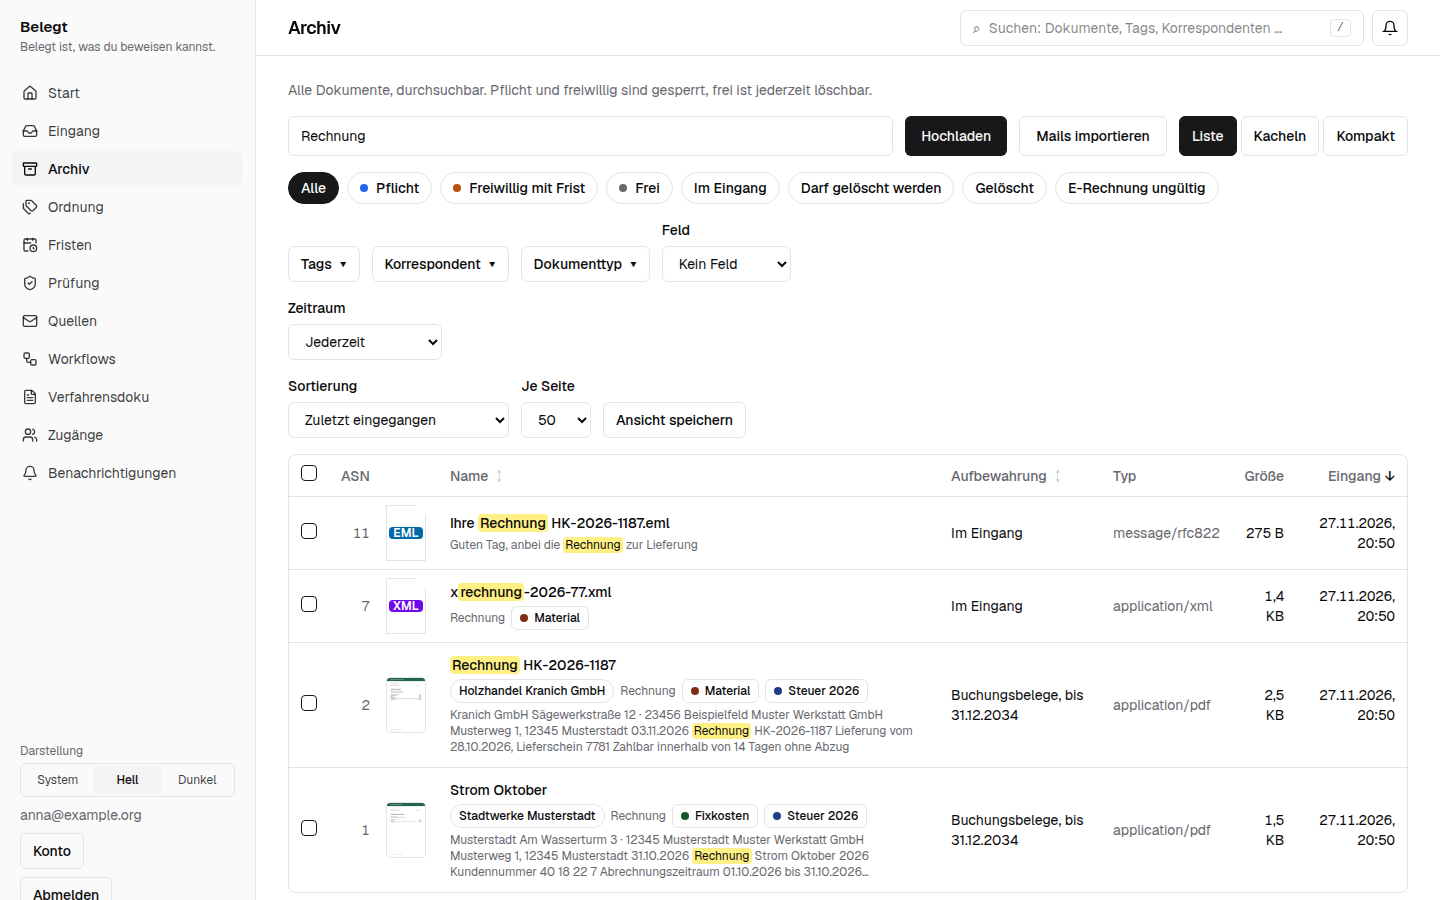 Belegt
Belegt ist, was du beweisen kannst.
Start
Eingang
Archiv
Ordnung
Fristen
Prüfung
Quellen
Workflows
Verfahrensdoku
Zugänge
Benachrichtigungen
Darstellung
System Hell Dunkel
anna@example.org
Konto
Abmelden
Archiv
Suchen: Dokumente, Tags, Korrespondenten … /
Alle Dokumente, durchsuchbar. Pflicht und freiwillig sind gesperrt, frei ist jederzeit löschbar.
Rechnung Hochladen Mails importieren Liste Kacheln Kompakt
Alle Pflicht Freiwillig mit Frist Frei Im Eingang Darf gelöscht werden Gelöscht E-Rechnung ungültig
Feld
Tags ▾ Korrespondent ▾ Dokumenttyp ▾ Kein Feld
Zeitraum
Jederzeit
Sortierung Je Seite
Zuletzt eingegangen 50 Ansicht speichern
ASN Name ↕ Aufbewahrung ↕ Typ Größe Eingang ↓
11 EML Ihre Rechnung HK-2026-1187.eml Im Eingang message/rfc822 275 B 27.11.2026, 20:50
Guten Tag, anbei die Rechnung zur Lieferung
7 XML xrechnung-2026-77.xml Im Eingang application/xml 1,4 KB 27.11.2026, 20:50
Rechnung Material
2 Rechnung HK-2026-1187 Buchungsbelege, bis 31.12.2034 application/pdf 2,5 KB 27.11.2026, 20:50
Holzhandel Kranich GmbH Rechnung Material Steuer 2026
Kranich GmbH Sägewerkstraße 12 · 23456 Beispielfeld Muster Werkstatt GmbH
Musterweg 1, 12345 Musterstadt 03.11.2026 Rechnung HK-2026-1187 Lieferung vom
28.10.2026, Lieferschein 7781 Zahlbar innerhalb von 14 Tagen ohne Abzug
1 Strom Oktober Buchungsbelege, bis 31.12.2034 application/pdf 1,5 KB 27.11.2026, 20:50
Stadtwerke Musterstadt Rechnung Fixkosten Steuer 2026
Musterstadt Am Wasserturm 3 · 12345 Musterstadt Muster Werkstatt GmbH
Musterweg 1, 12345 Musterstadt 31.10.2026 Rechnung Strom Oktober 2026
Kundennummer 40 18 22 7 Abrechnungszeitraum 01.10.2026 bis 31.10.2026…